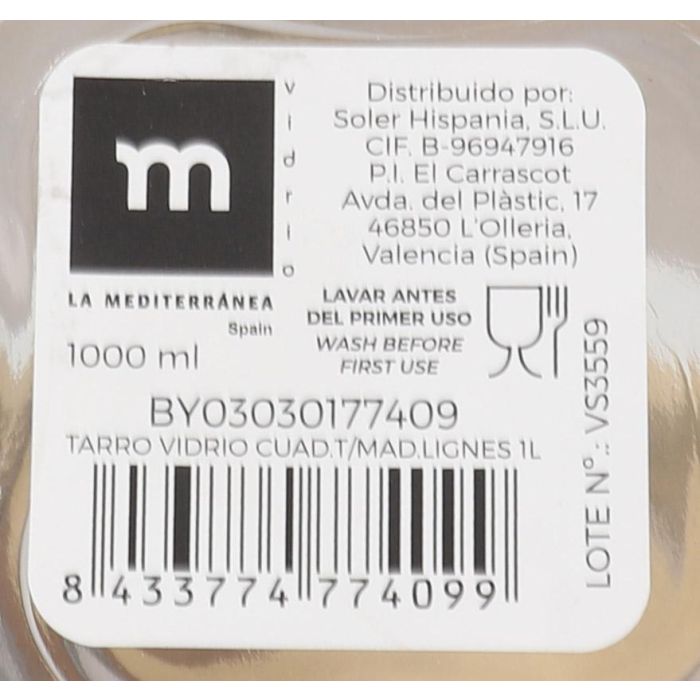 m
vidrio
LA MEDITERRÁNEA
Spain
1000 ml
Distribuido por:
Soler Hispania, S.L.U.
CIF. B-96947916
P.I. El Carrascot
Avda. del Plàstic, 17
46850 L'Olleria,
Valencia (Spain)
LAVAR ANTES
DEL PRIMER USO
WASH BEFORE
FIRST USE
BY03030177409
TARRO VIDRIO CUAD.T/MAD.LIGNES 1L
8 433774 774099
LOTE Nº.: VS3559